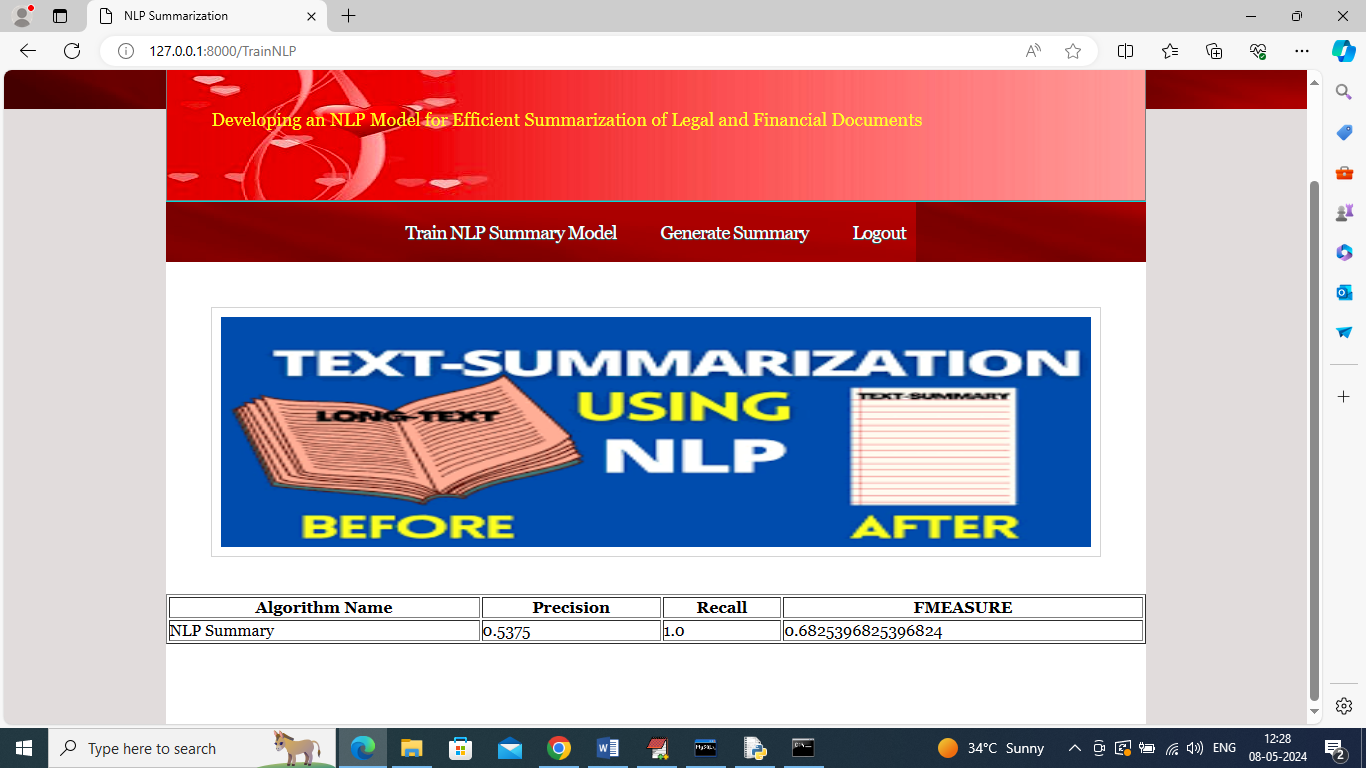 NLP Summarization
127.0.0.1:8000/TrainNLP
Developing an NLP Model for Efficient Summarization of Legal and Financial Documents
Train NLP Summary Model Generate Summary Logout
TEXT-SUMMARIZATION
LONG-TEXT
USING
NLP
TEXT-SUMMARY
BEFORE
AFTER
Algorithm Name Precision Recall FMEASURE
NLP Summary 0.5375 1.0 0.6825396825396824
Type here to search
34°C Sunny
ENG
12:28
08-05-2024
2